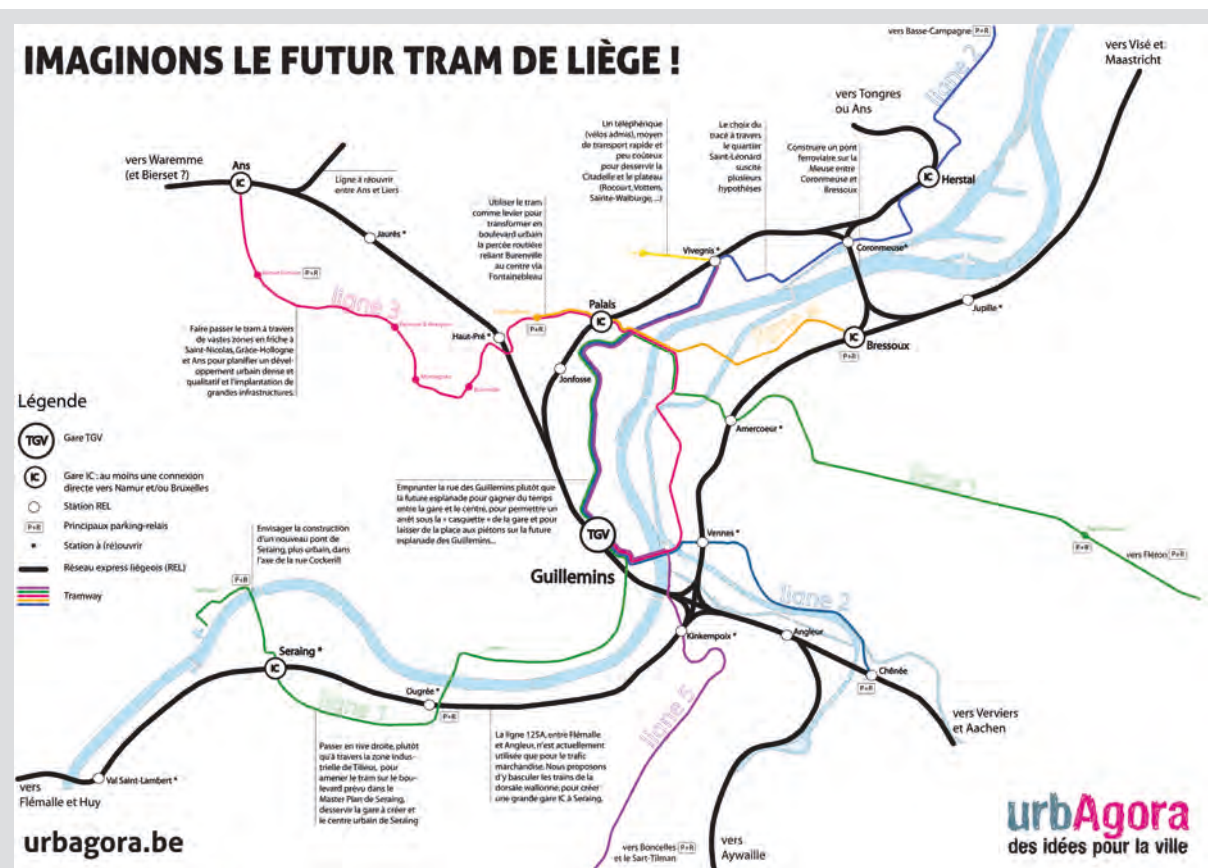 IMAGINONS LE FUTUR TRAM DE LIÈGE !
vers Basse-Campagne P+R
ligne 2
vers Visé et
Maastricht
vers Tongres
ou Ans
Herstal
IC
vers Waremme
(et Bierset ?)
Ans
IC
Ligne à réouvrir
entre Ans et Liers
Jaurès *
Un téléphérique
(vélos admis), moyen
de transport rapide et
peu coûteux
pour desservir la
Citadelle et le plateau
(Rocourt, Vottem,
Sainte-Walburge, ...)
Le choix du
tracé à travers
le quartier
Saint-Léonard
suscité
plusieurs
hypothèses
Construire un pont
ferroviaire sur la
Meuse entre
Coronmeuse et
Bressoux
Utiliser le tram
comme levier pour
transformer en
boulevard urbain
la percée routière
reliant Burenville
au centre via
Fontainebleau
Vivegnis *
Coronmeuse*
Jupille *
P+R
ligne 3
Palais
IC
P+R
Haut-Pré *
Jonfosse
Bressoux
IC
P+R
Faire passer le tram à travers
de vastes zones en friche à
Saint-Nicolas, Grâce-Hollogne
et Ans pour planifier un dével-
oppement urbain dense et
qualitatif et l'implantation de
grandes infrastructures.
Amercoeur *
P+R
vers Fléron P+R
Légende
TGV Gare TGV
IC Gare IC : au moins une connexion
directe vers Namur et/ou Bruxelles
Station REL
P+R Principaux parking-relais
* Station à (ré)ouvrir
Réseau express liégeois (REL)
Tramway
Emprunter la rue des Guillemins plutôt que
la future esplanade pour gagner du temps
entre la gare et le centre, pour permettre un
arrêt sous la « casquette » de la gare et pour
laisser de la place aux piétons sur la future
esplanade des Guillemins...
TGV
Guillemins
Vennes *
ligne 2
Envisager la construction
d'un nouveau pont de
Seraing, plus urbain, dans
l'axe de la rue Cockerill
P+R
Seraing *
IC
Kinkempoix *
Angleur
Chênée
P+R
Ougrée *
P+R
ligne 1
ligne 5
vers Verviers
et Aachen
Passer en rive droite, plutôt
qu'à travers la zone indus-
trielle de Tilleur, pour
amener le tram sur le bou-
levard prévu dans le
Master Plan de Seraing,
desservir la gare à créer et
le centre urbain de Seraing
La ligne 125A, entre Flémalle
et Angleur, n'est actuellement
utilisée que pour le trafic
marchandise. Nous proposons
d'y basculer les trains de la
dorsale wallonne, pour créer
une grande gare IC à Seraing.
Val Saint-Lambert *
vers
Flémalle et Huy
urbagora.be
vers Boncelles P+R
et le Sart-Tilman
vers
Aywaille
urbAgora
des idées pour la ville